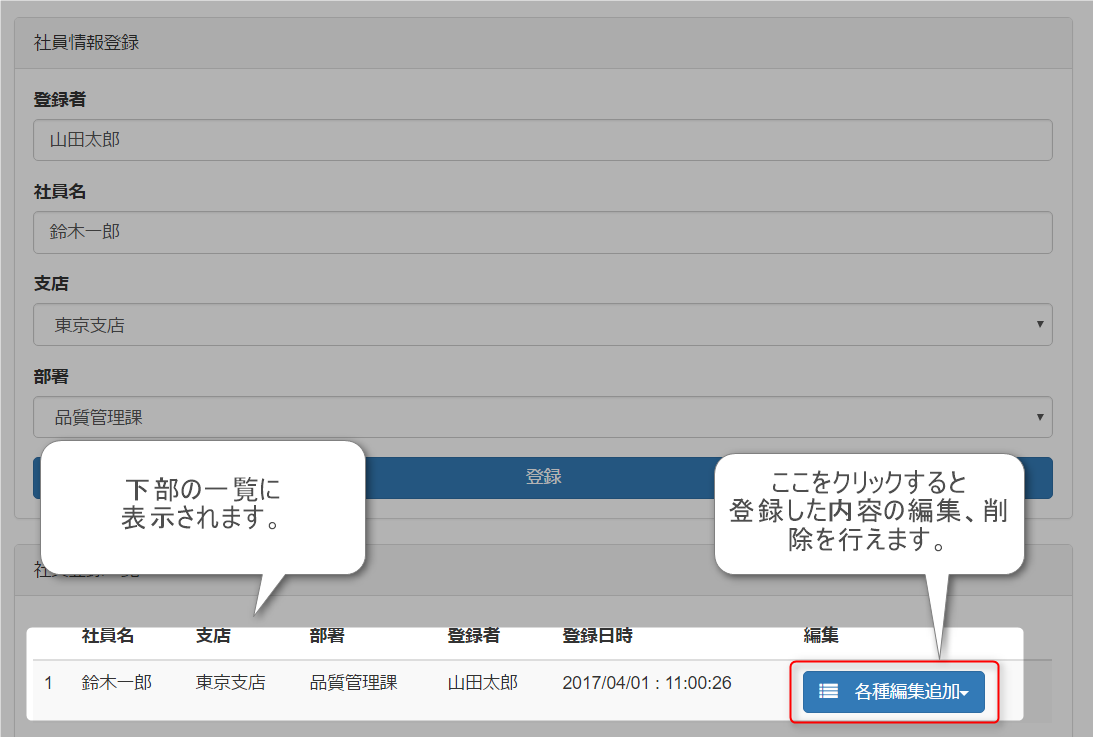 社員情報登録
登録者
山田太郎
社員名
鈴木一郎
支店
東京支店
部署
品質管理課
登録
下部の一覧に
表示されます。
ここをクリックすると
登録した内容の編集、削
除を行えます。
社員名 支店 部署 登録者 登録日時 編集
1 鈴木一郎 東京支店 品質管理課 山田太郎 2017/04/01 : 11:00:26 各種編集追加